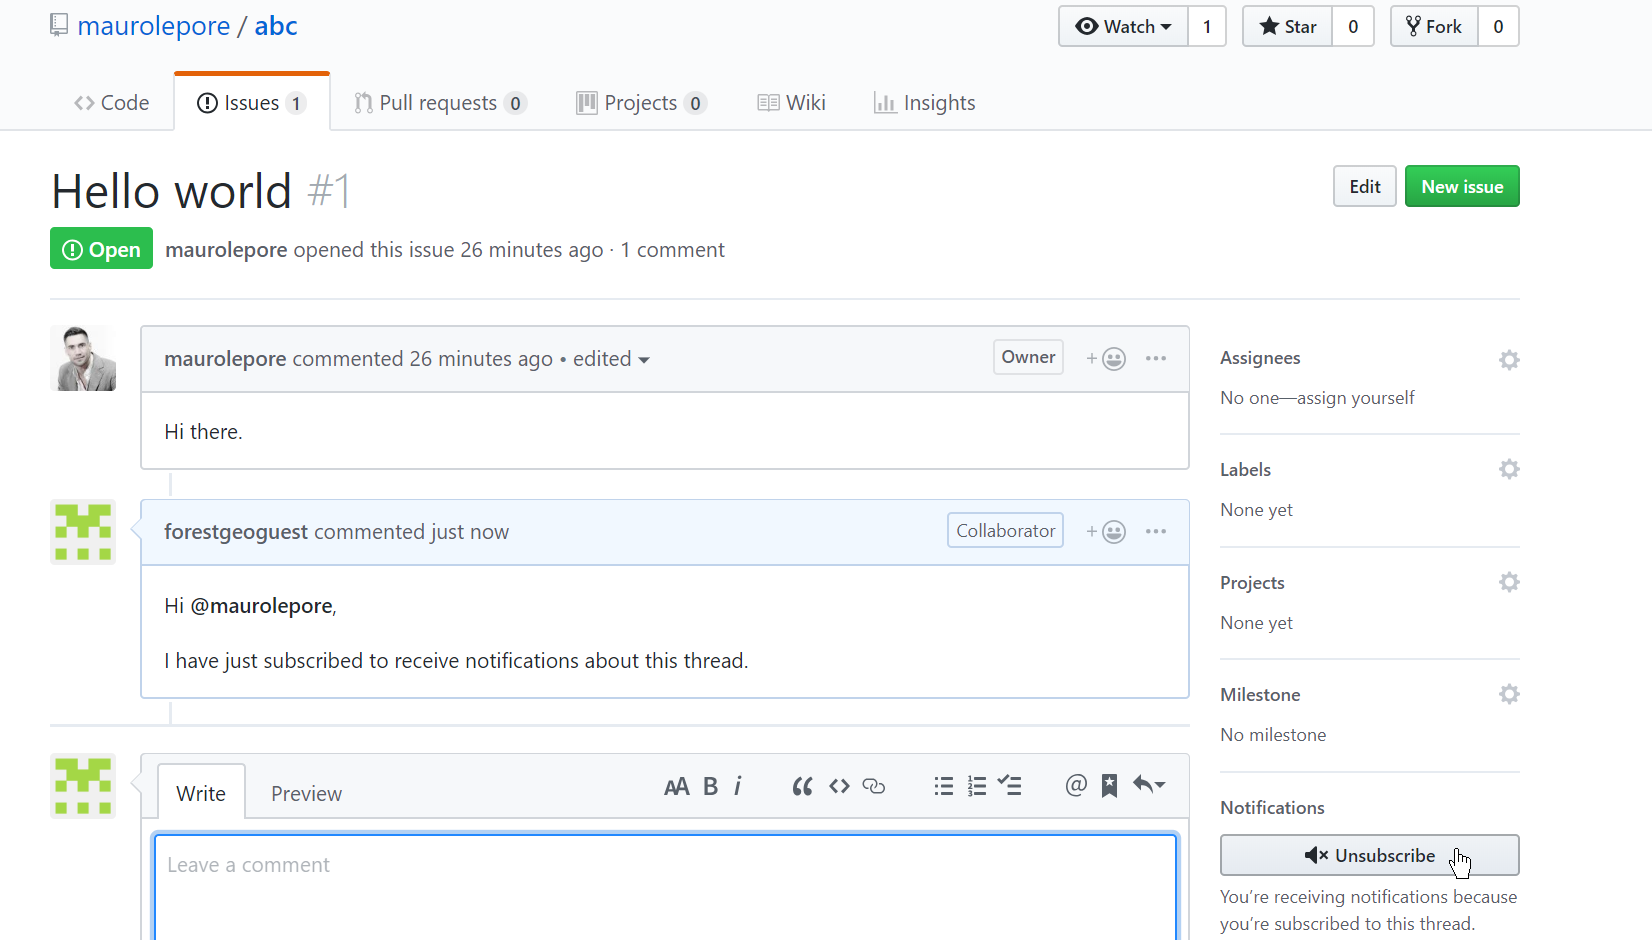 maurolepore / abc
Watch 1 Star 0 Fork 0
Code Issues 1 Pull requests 0 Projects 0 Wiki Insights
Hello world #1
Edit New issue
Open maurolepore opened this issue 26 minutes ago · 1 comment
maurolepore commented 26 minutes ago • edited
Owner
Hi there.
forestgeoguest commented just now
Collaborator
Hi @maurolepore,
I have just subscribed to receive notifications about this thread.
Write Preview
AA B i
Leave a comment
Assignees
No one—assign yourself
Labels
None yet
Projects
None yet
Milestone
No milestone
Notifications
Unsubscribe
You’re receiving notifications because
you’re subscribed to this thread.